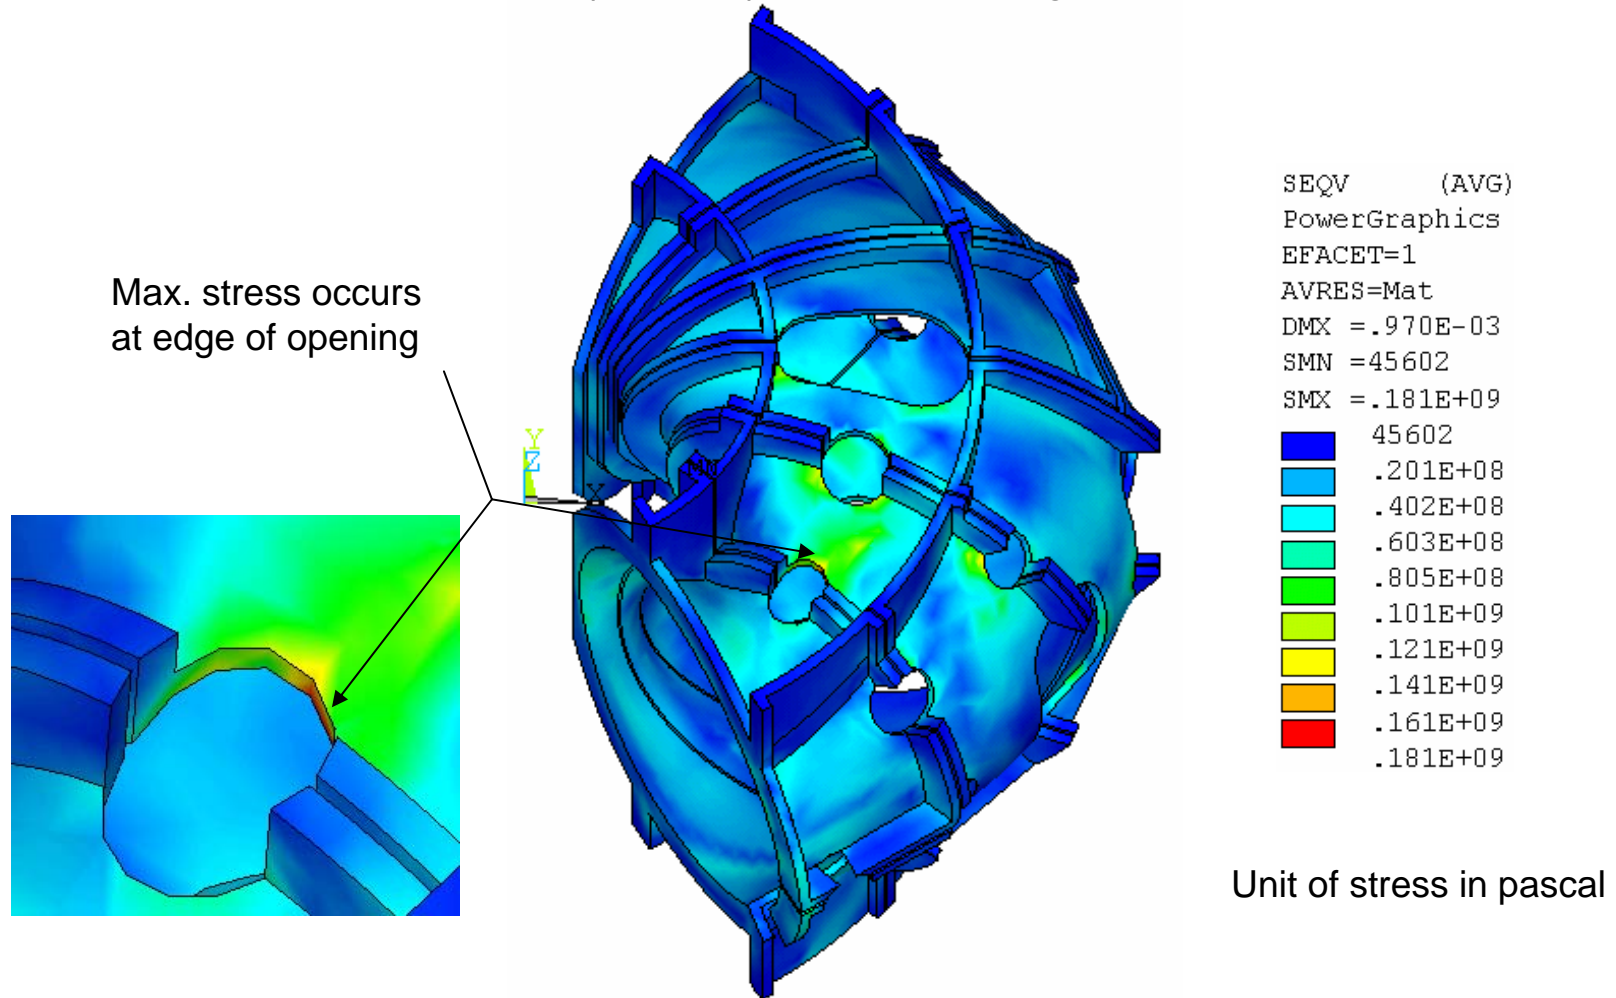 Max. stress occurs
at edge of opening
Y
Z
X
SEQV (AVG)
PowerGraphics
EFACET=1
AVRES=Mat
DMX =.970E-03
SMN =45602
SMX =.181E+09
45602
.201E+08
.402E+08
.603E+08
.805E+08
.101E+09
.121E+09
.141E+09
.161E+09
.181E+09
Unit of stress in pascal